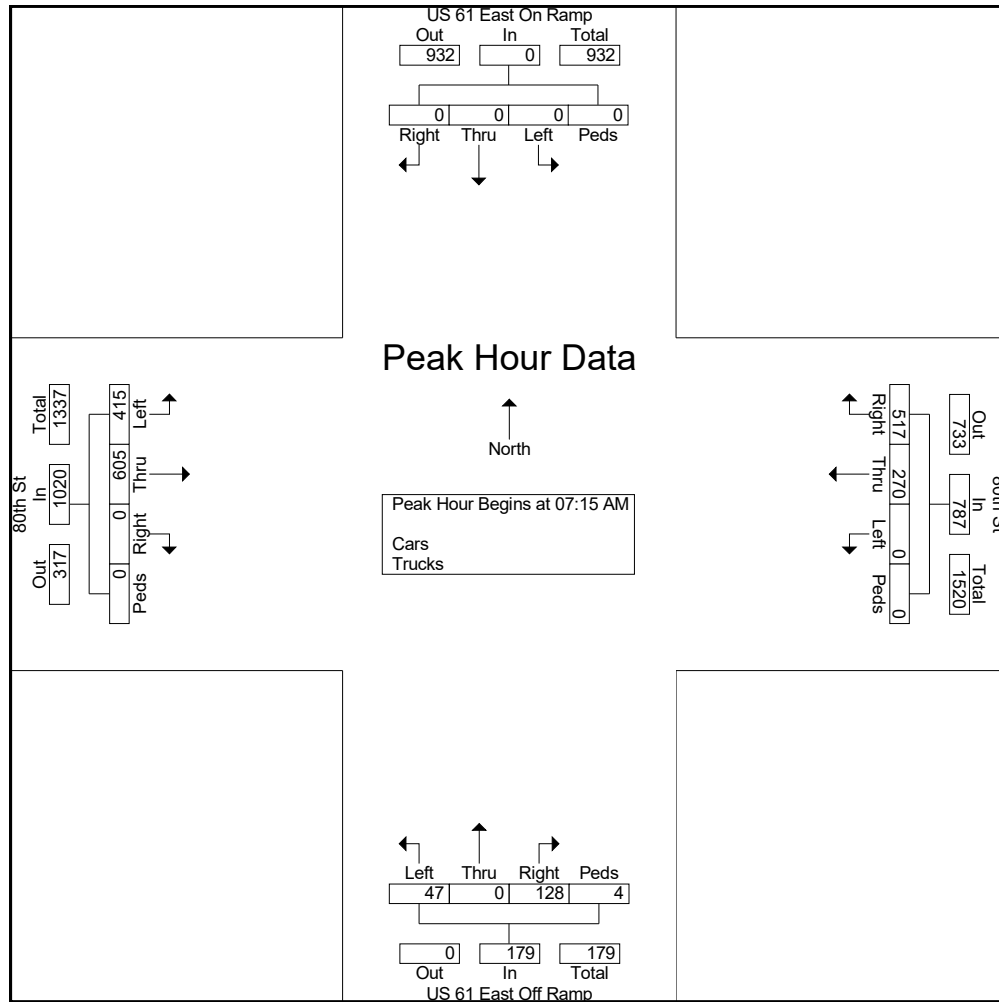 US 61 East On Ramp
Out In Total
932 0 932
0 0 0 0
Right Thru Left Peds
Peak Hour Data
North
Peak Hour Begins at 07:15 AM
Cars
Trucks
80th St
Total In Out
1337 1020 317
415 605 0 0
Left Thru Right Peds
80th St
Out In Total
733 787 1520
517 270 0 0
Right Thru Left Peds
Left Thru Right Peds
47 0 128 4
0 179 179
Out In Total
US 61 East Off Ramp